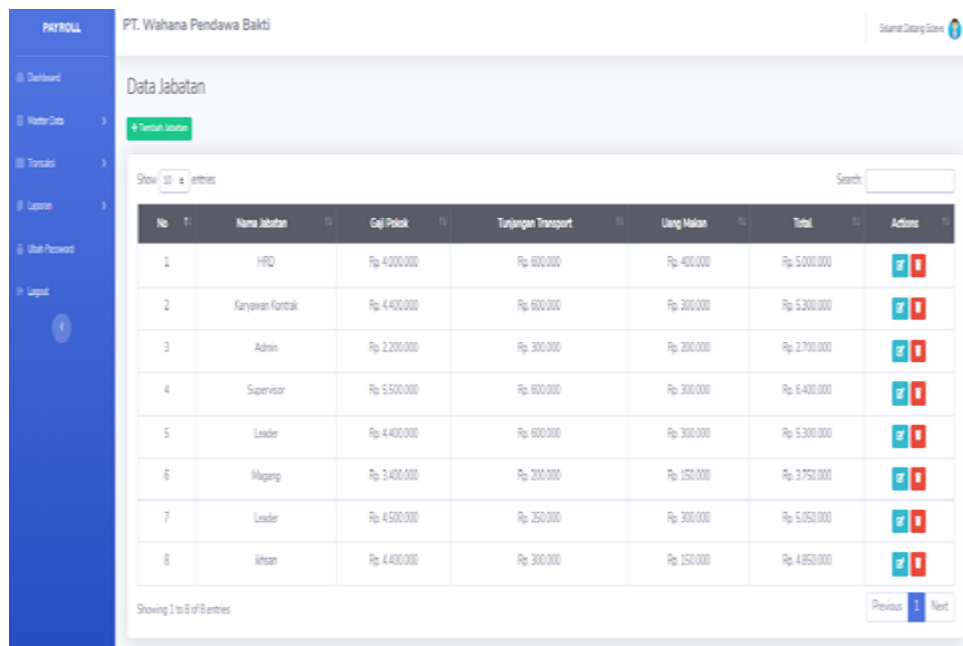 PAYROLL
PT. Wahana Pendawa Bakti
Selamat Datang
Dashboard
Master Data
Transaksi
Laporan
Ubah Password
Logout
Data Jabatan
+ Tambah Jabatan
Show 10 entries
Search:
No Nama Jabatan Gaji Pokok Tunjangan Transport Uang Makan Total Actions
1 HRD Rp. 4.000.000 Rp. 600.000 Rp. 400.000 Rp. 5.000.000
2 Karyawan Kontrak Rp. 4.400.000 Rp. 600.000 Rp. 300.000 Rp. 5.300.000
3 Admin Rp. 2.200.000 Rp. 300.000 Rp. 200.000 Rp. 2.700.000
4 Supervisor Rp. 5.500.000 Rp. 600.000 Rp. 300.000 Rp. 6.400.000
5 Leader Rp. 4.400.000 Rp. 600.000 Rp. 300.000 Rp. 5.300.000
6 Magang Rp. 3.400.000 Rp. 200.000 Rp. 150.000 Rp. 3.750.000
7 Leader Rp. 4.500.000 Rp. 250.000 Rp. 300.000 Rp. 5.050.000
8 ikhsan Rp. 4.400.000 Rp. 300.000 Rp. 150.000 Rp. 4.850.000
Showing 1 to 8 of 8 entries
Previous 1 Next